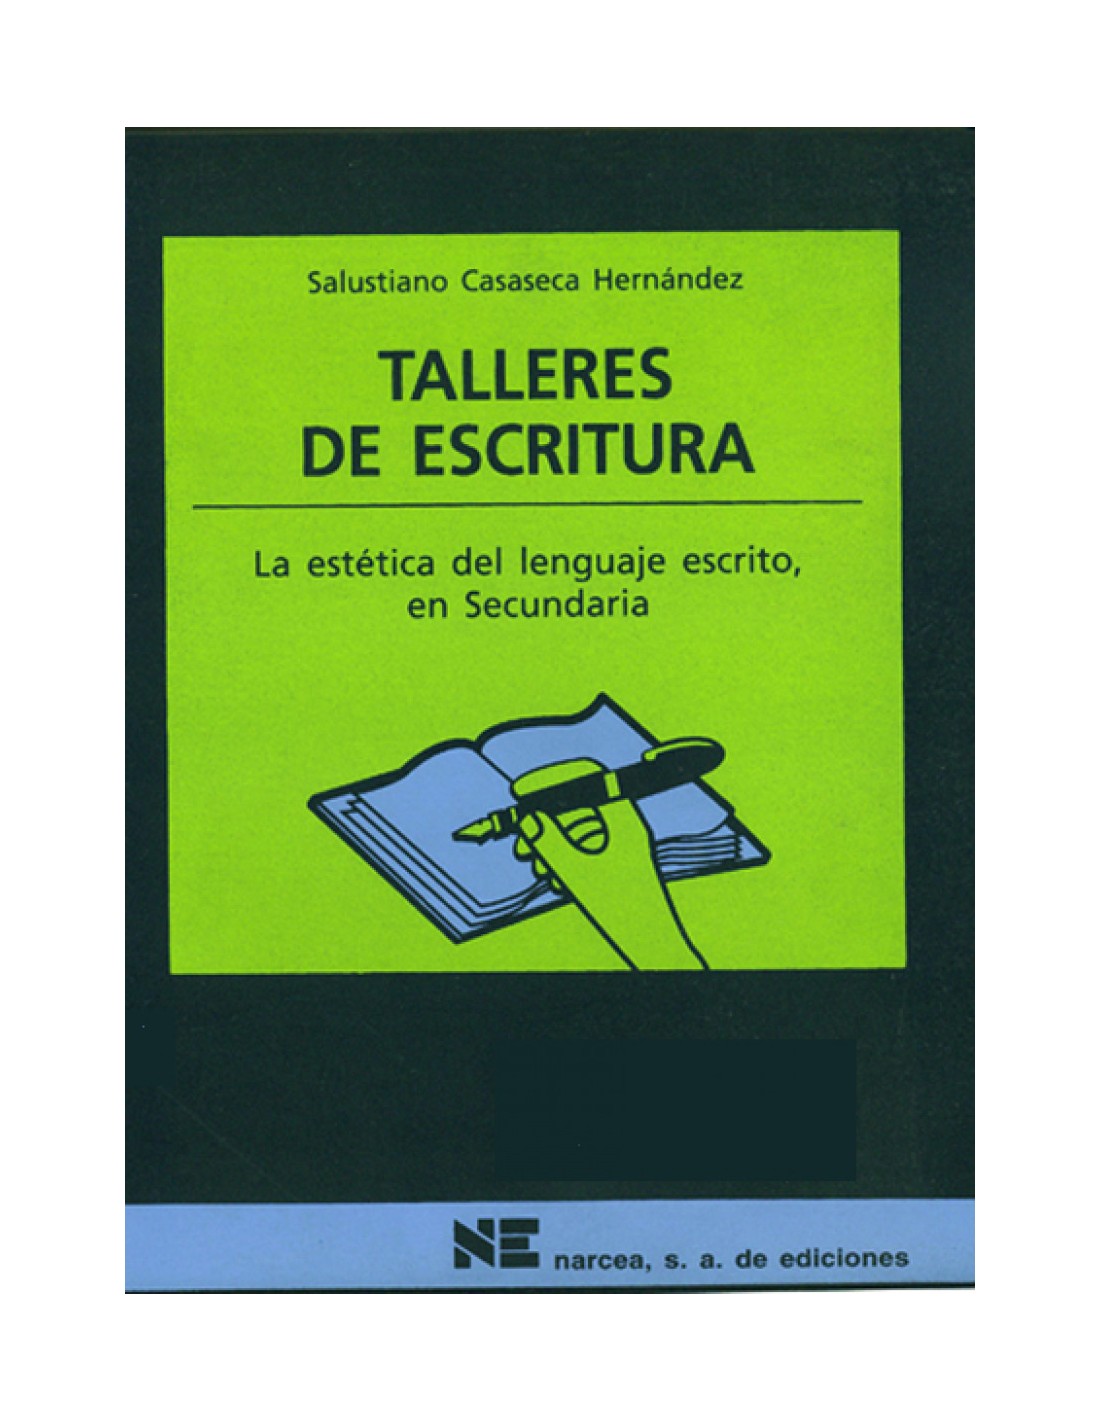 Salustiano Casaseca Hernández
TALLERES
DE ESCRITURA
La estética del lenguaje escrito,
en Secundaria
NE
narcea, s. a. de ediciones